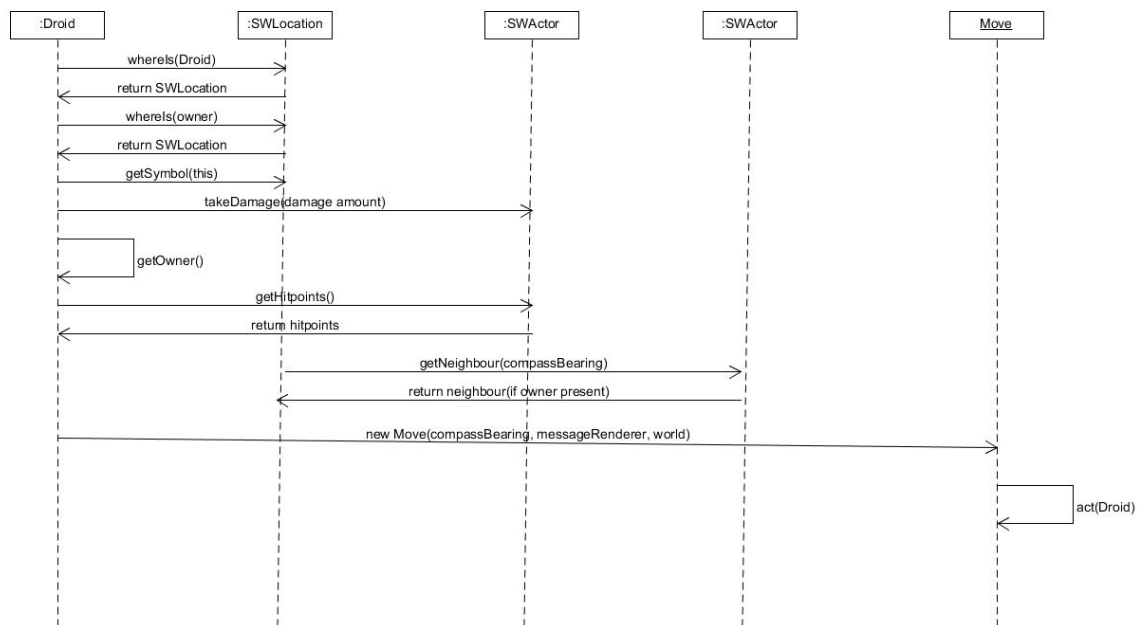 :Droid
:SWLocation
:SWActor
:SWActor
Move
whereIs(Droid)
return SWLocation
whereIs(owner)
return SWLocation
getSymbol(this)
takeDamage(damage amount)
getOwner()
getHitpoints()
return hitpoints
getNeighbour(compassBearing)
return neighbour(if owner present)
new Move(compassBearing, messageRenderer, world)
act(Droid)